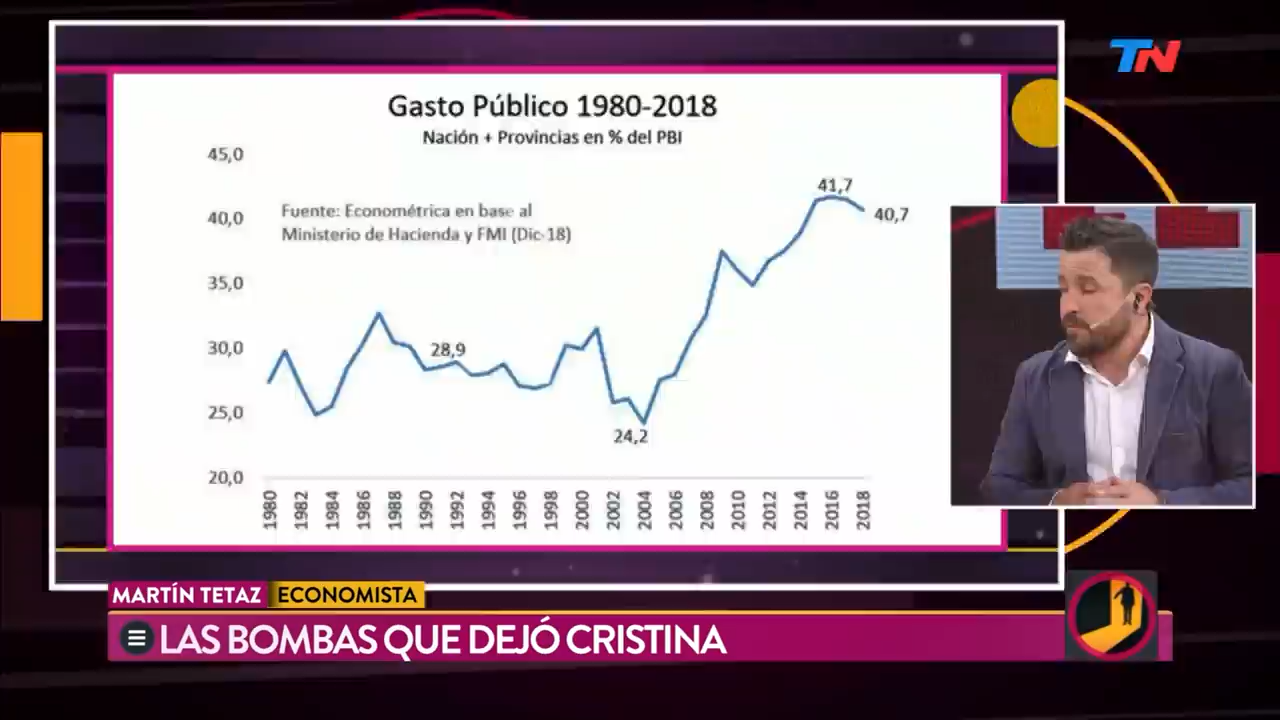 TN
Gasto Público 1980-2018
Nación + Provincias en % del PBI
45,0
40,0
35,0
30,0
25,0
20,0
Fuente: Econométrica en base al
Ministerio de Hacienda y FMI (Dic-18)
28,9
24,2
41,7
40,7
1980 1982 1984 1986 1988 1990 1992 1994 1996 1998 2000 2002 2004 2006 2008 2010 2012 2014 2016 2018
MARTÍN TETAZ ECONOMISTA
LAS BOMBAS QUE DEJÓ CRISTINA